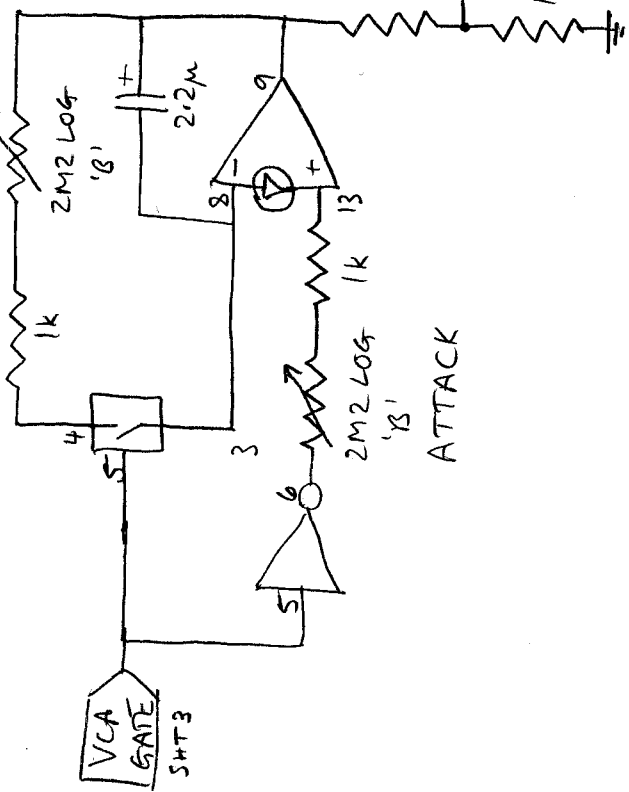 2M2 LOG
'B'
+
2.2µ
9
8
−
+
13
1k
1k
4
5
3
2M2 LOG
'B'
ATTACK
6
5
VCA
GATE
SHT3